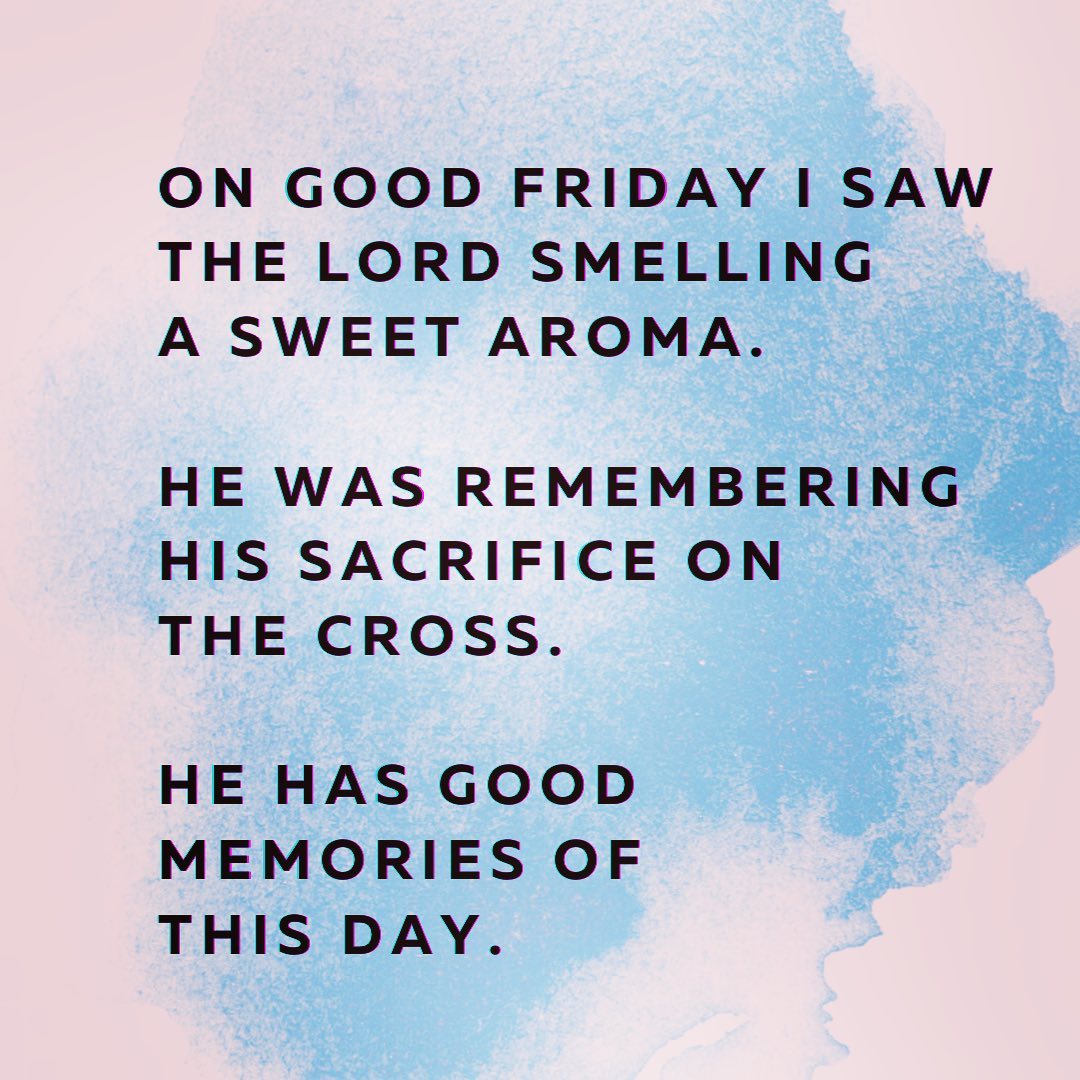 ON GOOD FRIDAY I SAW
THE LORD SMELLING
A SWEET AROMA.
HE WAS REMEMBERING
HIS SACRIFICE ON
THE CROSS.
HE HAS GOOD
MEMORIES OF
THIS DAY.